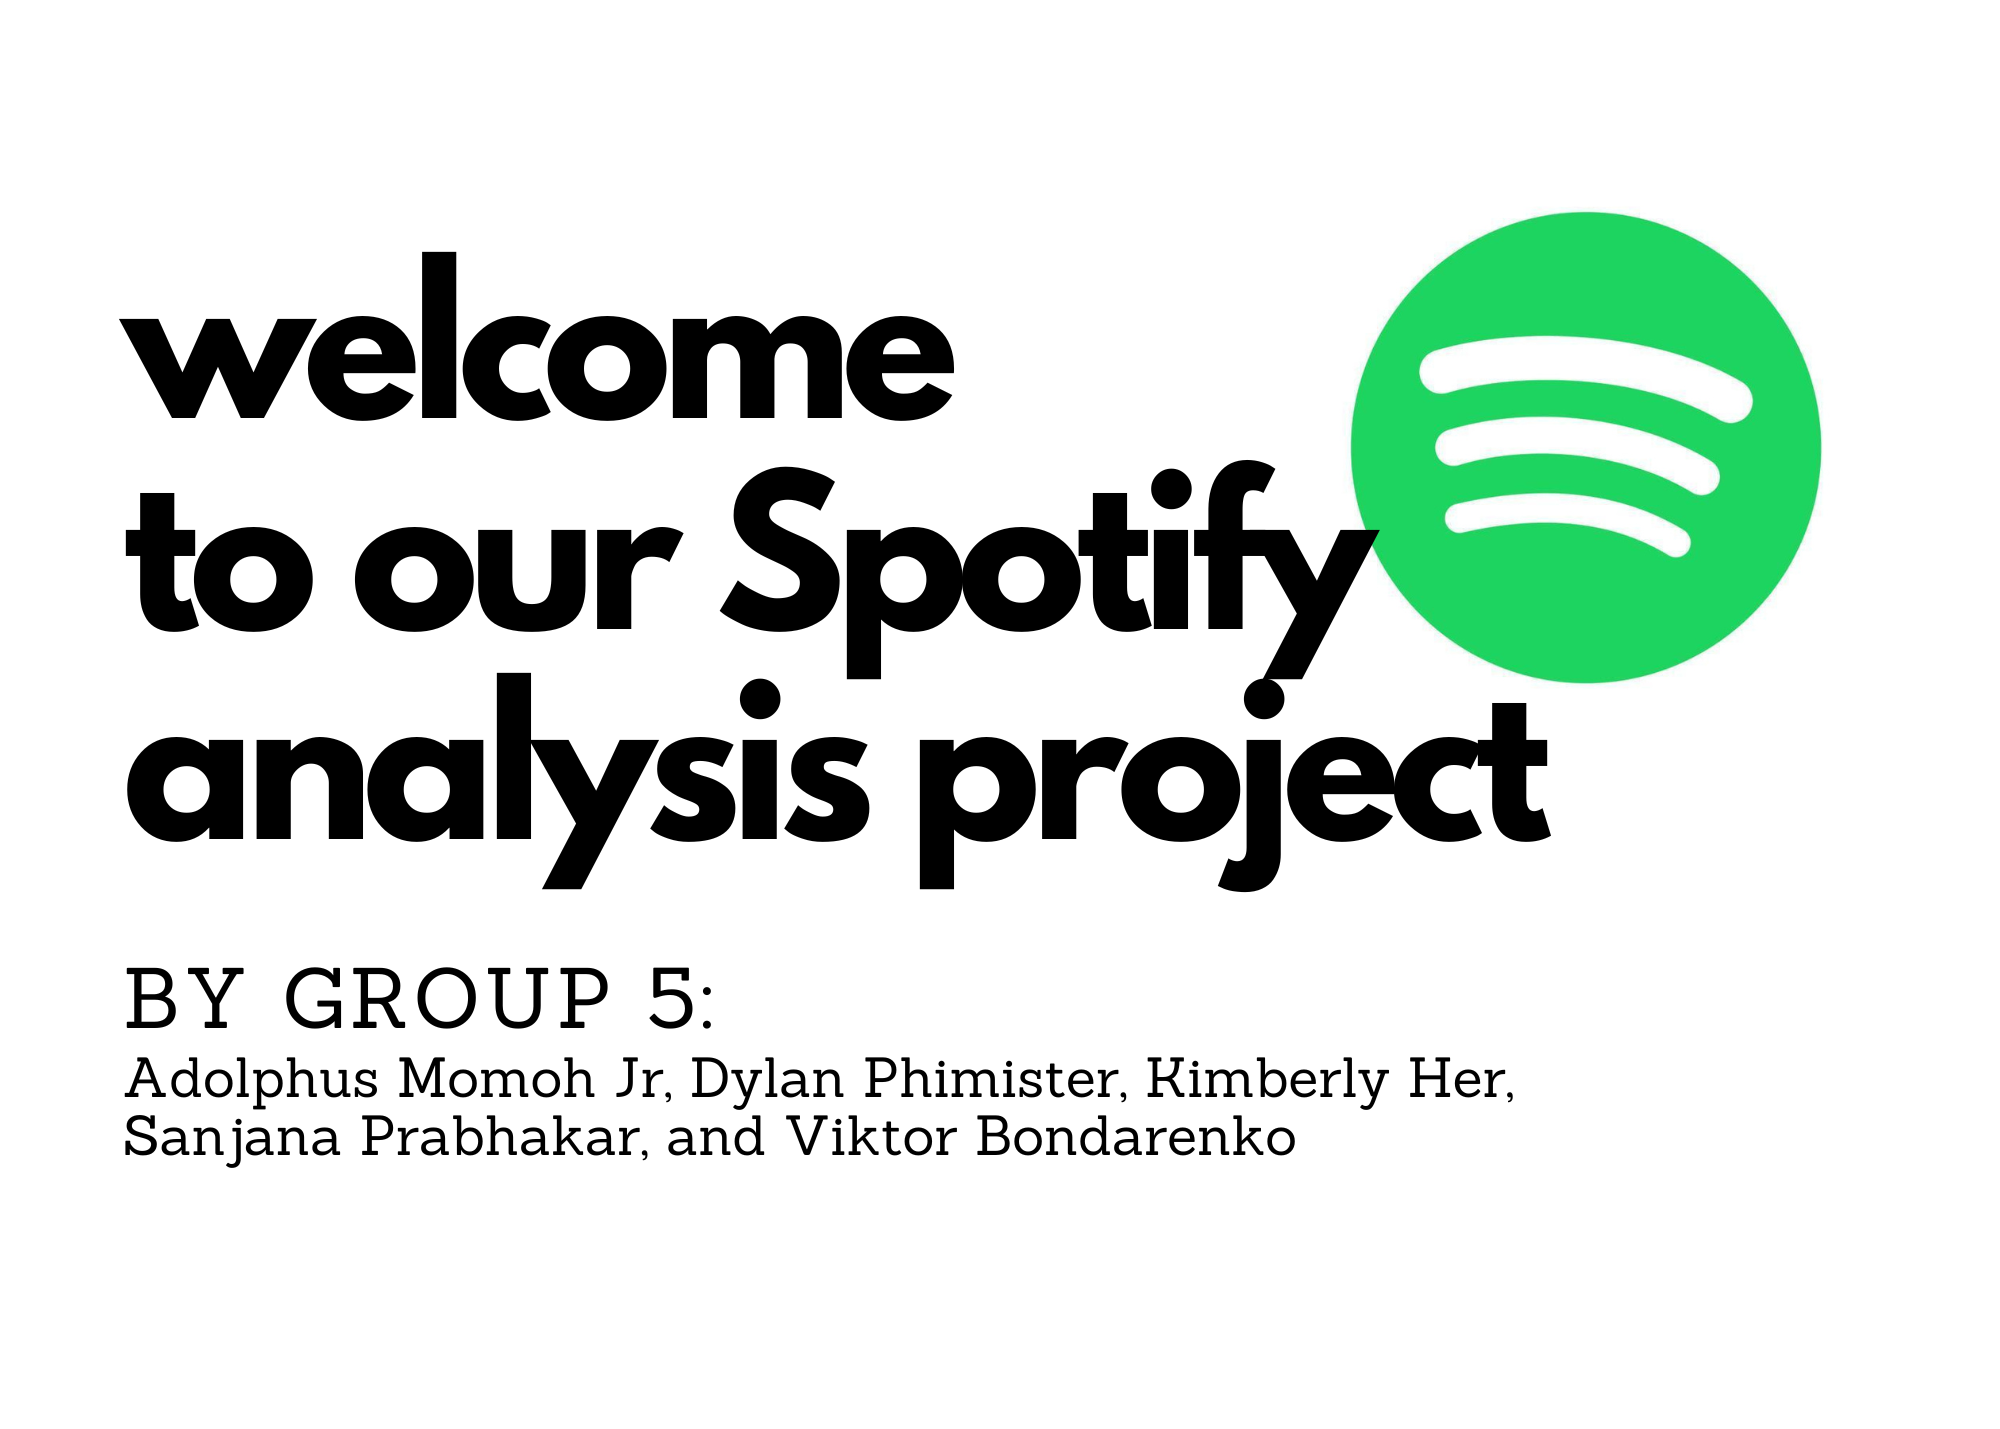 welcome
to our Spotify
analysis project
BY GROUP 5:
Adolphus Momoh Jr, Dylan Phimister, Kimberly Her,
Sanjana Prabhakar, and Viktor Bondarenko